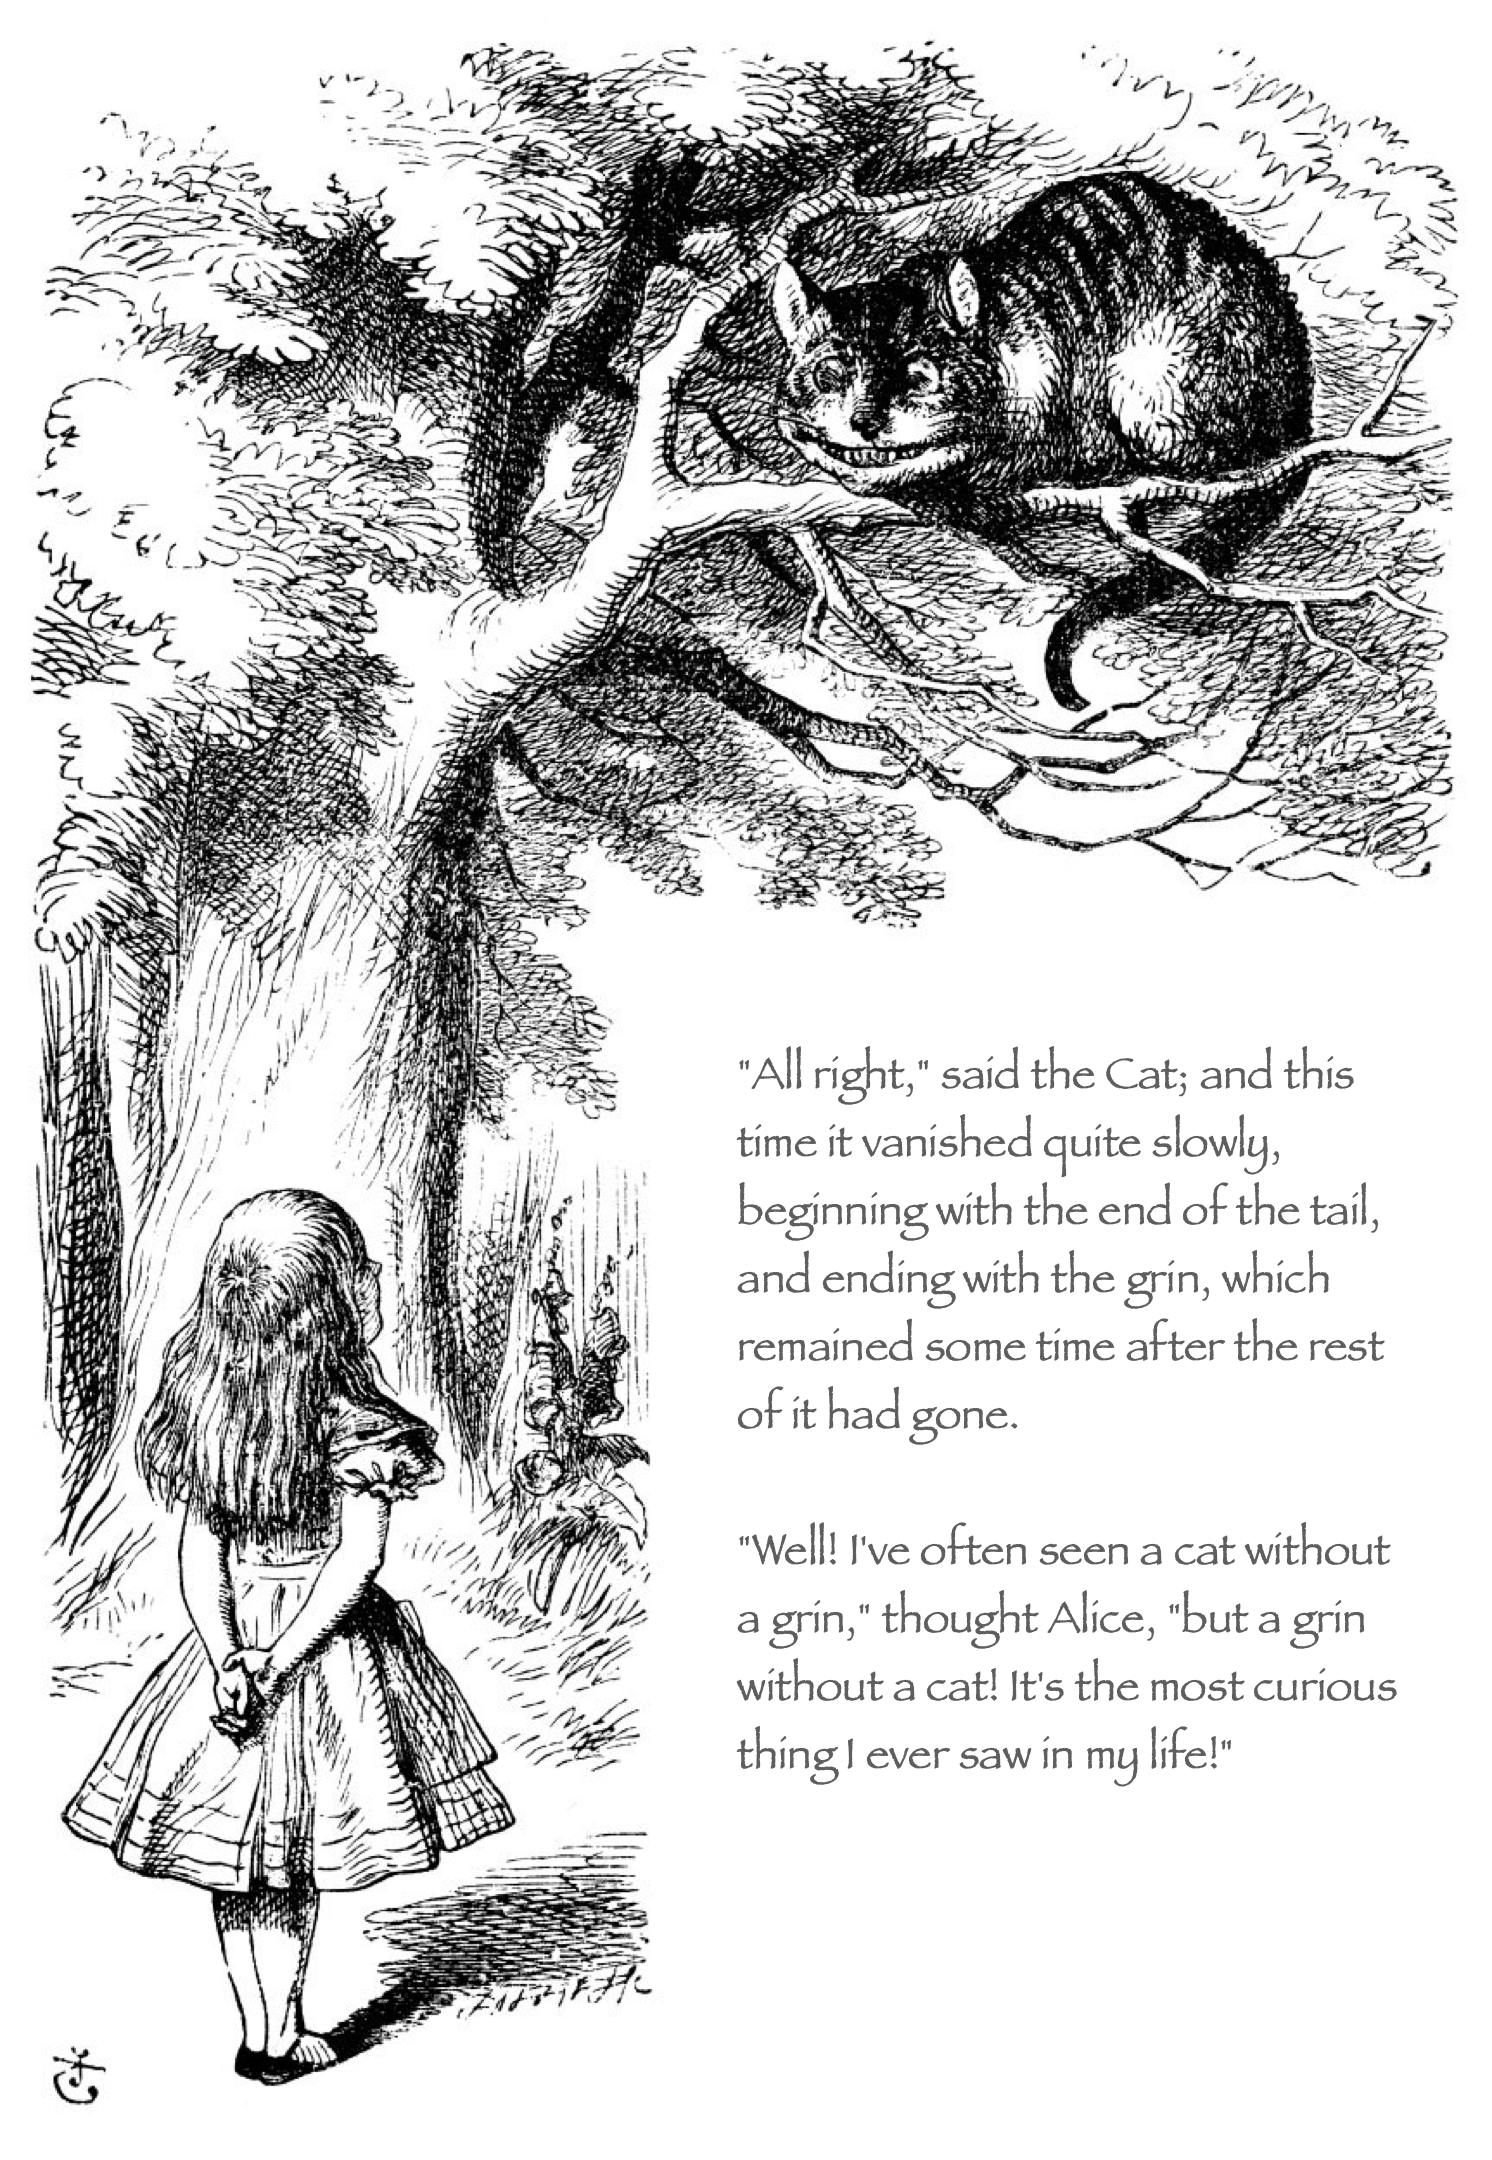 "All right," said the Cat; and this
time it vanished quite slowly,
beginning with the end of the tail,
and ending with the grin, which
remained some time after the rest
of it had gone.
"Well! I've often seen a cat without
a grin," thought Alice, "but a grin
without a cat! It's the most curious
thing I ever saw in my life!"